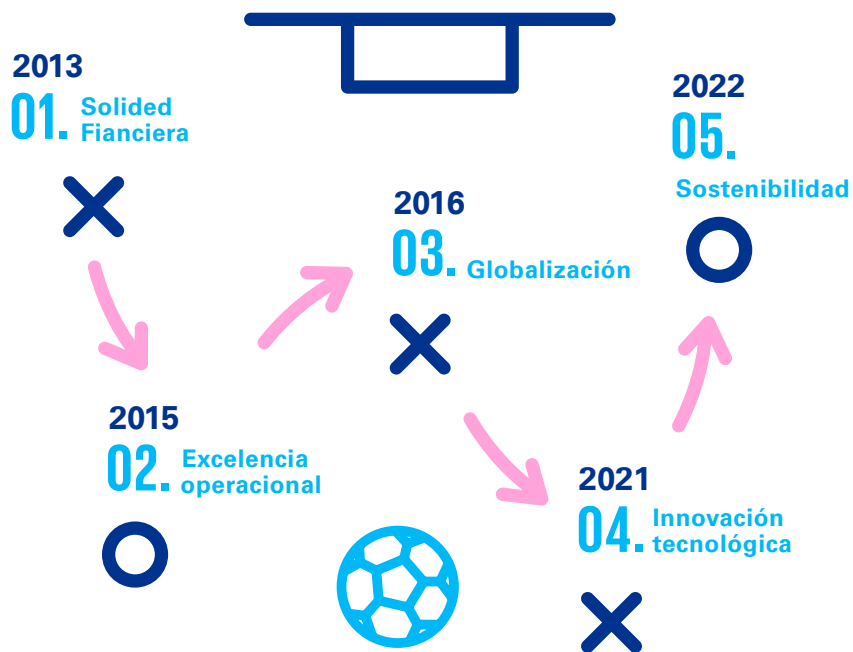 2013
01. Solided
Fianciera
2015
02. Excelencia
operacional
2016
03. Globalización
2021
04. Innovación
tecnológica
2022
05.
Sostenibilidad